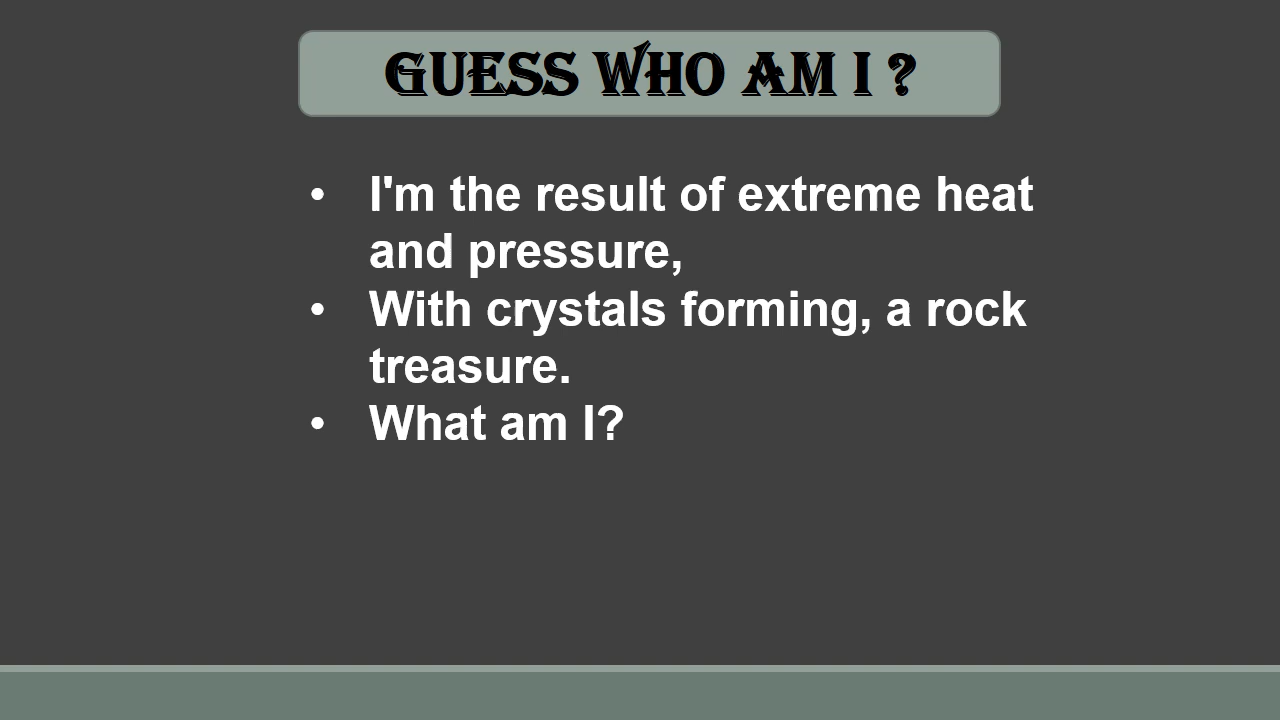 GUESS WHO AM I ?
• I'm the result of extreme heat
and pressure,
• With crystals forming, a rock
treasure.
• What am I?